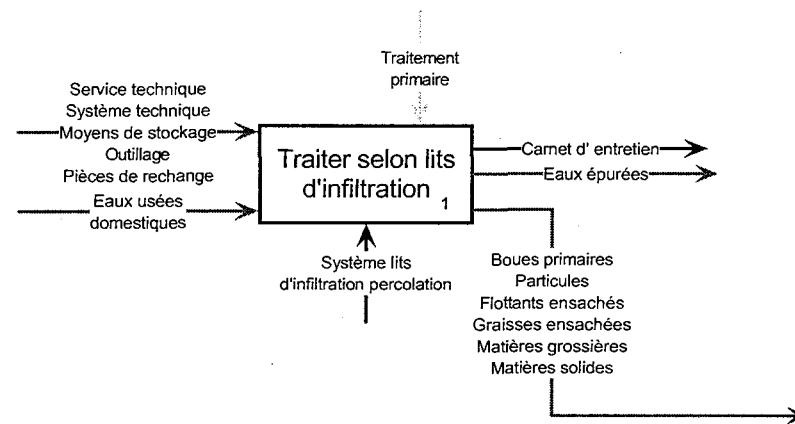 Traitement
primaire
Service technique
Système technique
Moyens de stockage
Outillage
Pièces de rechange
Eaux usées
domestiques
Traiter selon lits
d'infiltration
1
Carnet d' entretien
Eaux épurées
Système lits
d'infiltration percolation
Boues primaires
Particules
Flottants ensachés
Graisses ensachées
Matières grossières
Matières solides